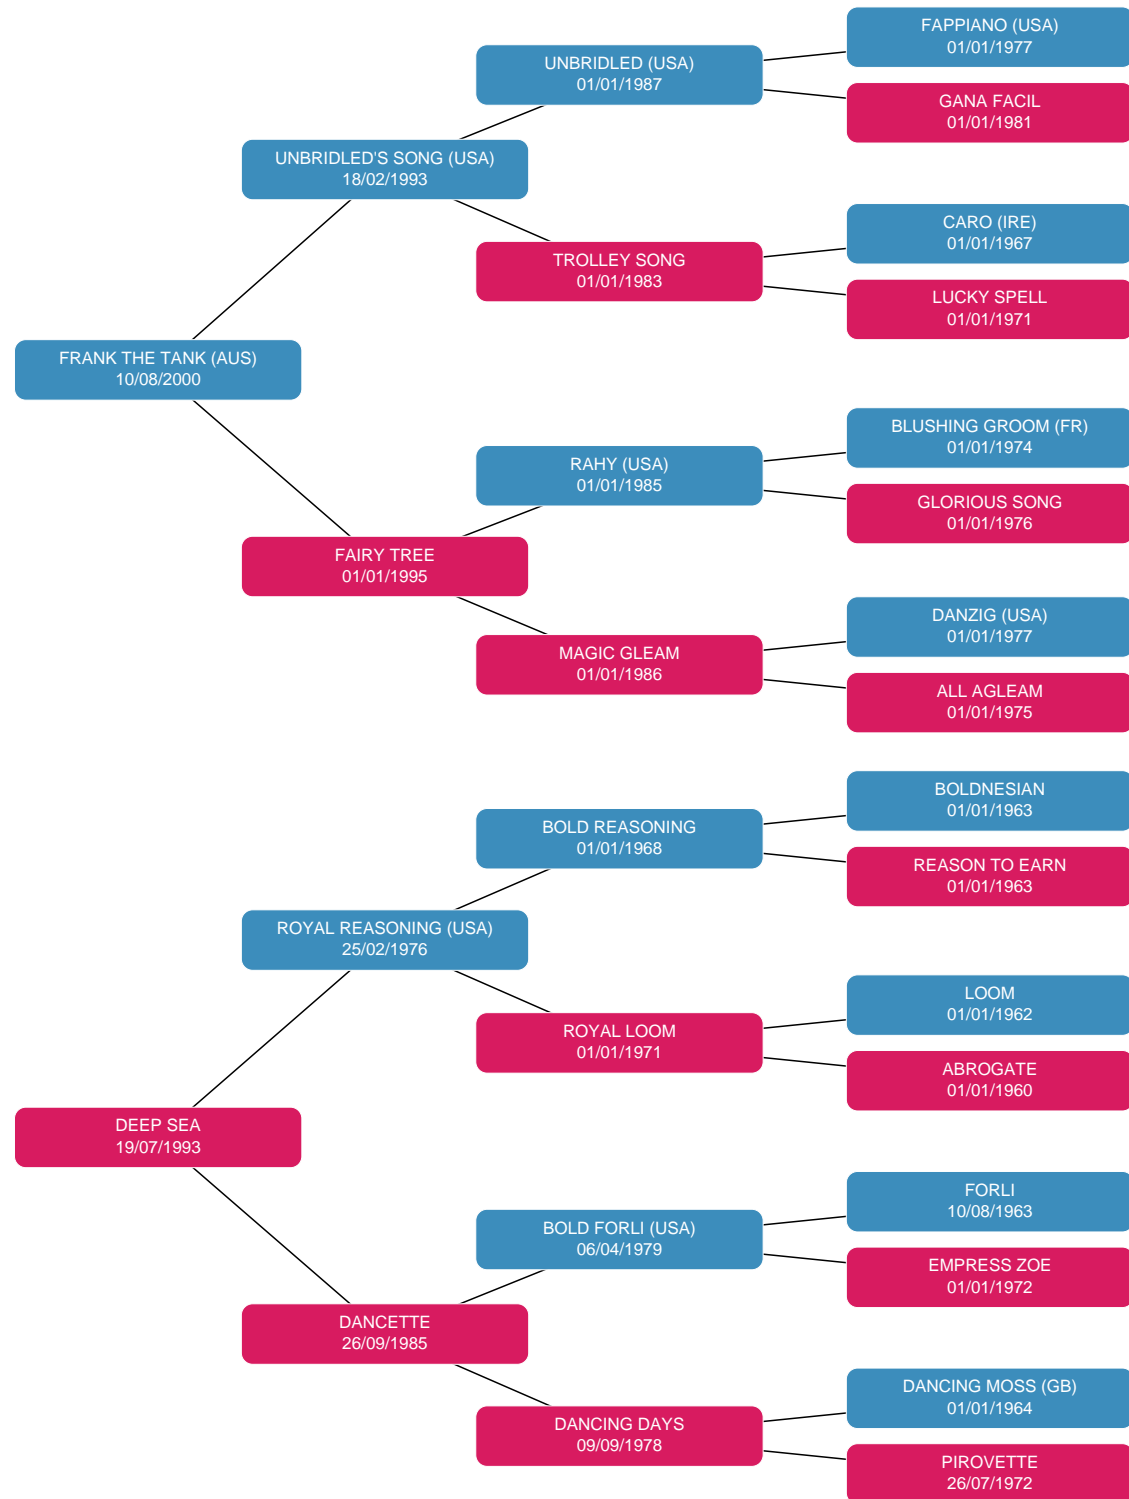 FAPPIANO (USA)
01/01/1977
UNBRIDLED (USA)
01/01/1987
GANA FACIL
01/01/1981
UNBRIDLED'S SONG (USA)
18/02/1993
CARO (IRE)
01/01/1967
TROLLEY SONG
01/01/1983
LUCKY SPELL
01/01/1971
FRANK THE TANK (AUS)
10/08/2000
BLUSHING GROOM (FR)
01/01/1974
RAHY (USA)
01/01/1985
GLORIOUS SONG
01/01/1976
FAIRY TREE
01/01/1995
DANZIG (USA)
01/01/1977
MAGIC GLEAM
01/01/1986
ALL AGLEAM
01/01/1975
BOLDNESIAN
01/01/1963
BOLD REASONING
01/01/1968
REASON TO EARN
01/01/1963
ROYAL REASONING (USA)
25/02/1976
LOOM
01/01/1962
ROYAL LOOM
01/01/1971
ABROGATE
01/01/1960
DEEP SEA
19/07/1993
FORLI
10/08/1963
BOLD FORLI (USA)
06/04/1979
EMPRESS ZOE
01/01/1972
DANCETTE
26/09/1985
DANCING MOSS (GB)
01/01/1964
DANCING DAYS
09/09/1978
PIROVETTE
26/07/1972